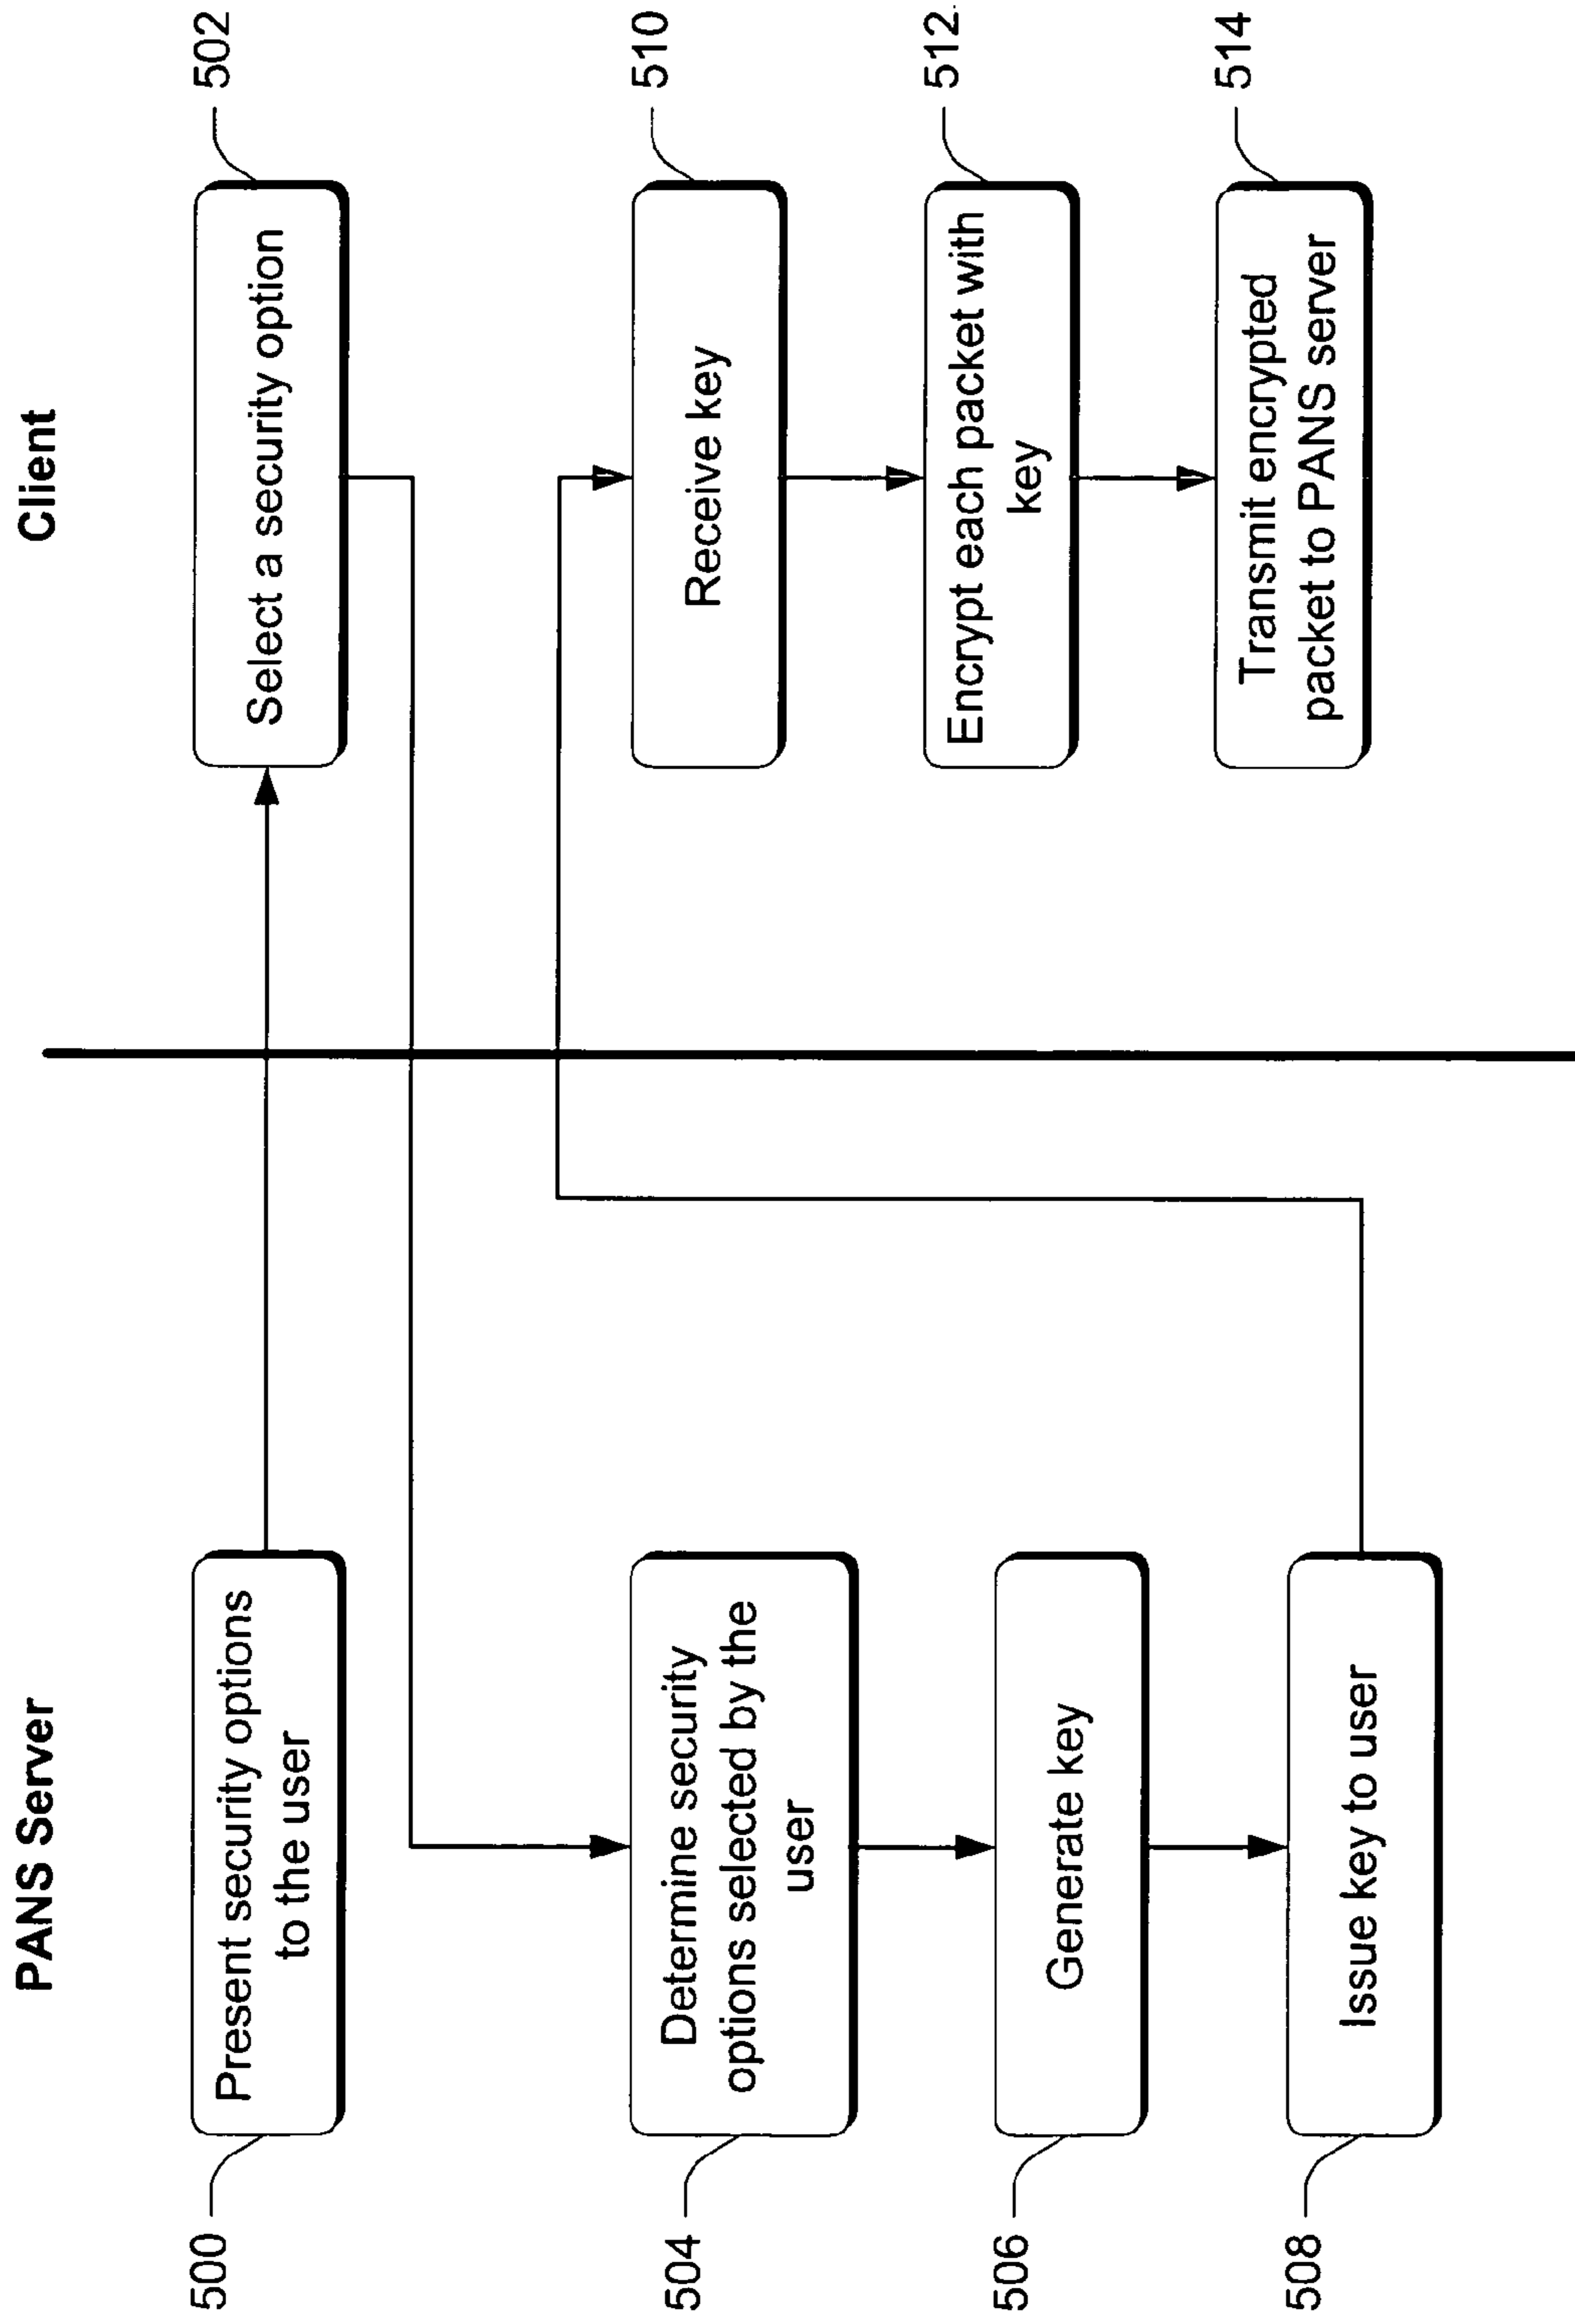 PANS Server
Client
500
Present security options
to the user
Select a security option
502
504
Determine security
options selected by the
user
Receive key
510
506
Generate key
Encrypt each packet with
key
512
508
Issue key to user
Transmit encrypted
packet to PANS server
514